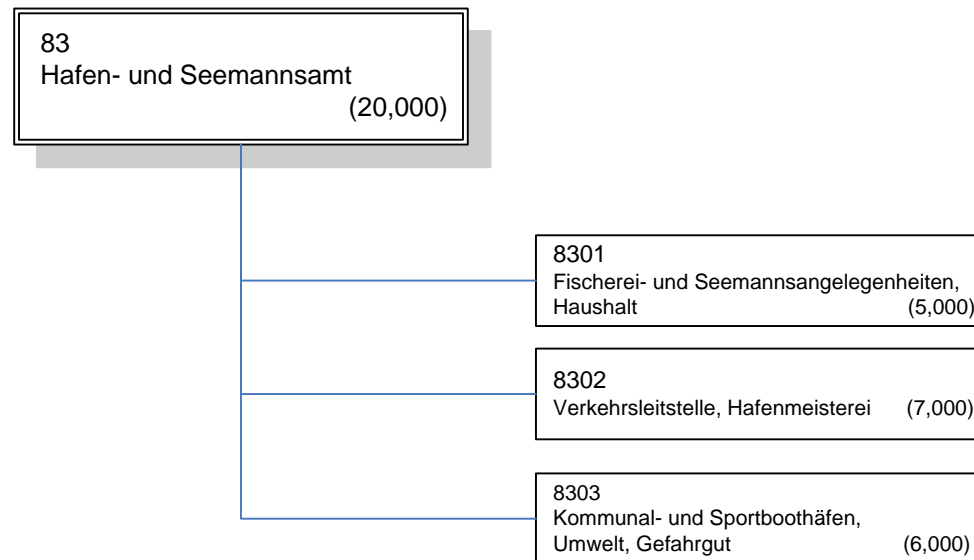 83
Hafen- und Seemannsamt
(20,000)
8301
Fischerei- und Seemannsangelegenheiten,
Haushalt (5,000)
8302
Verkehrsleitstelle, Hafenmeisterei (7,000)
8303
Kommunal- und Sportboothäfen,
Umwelt, Gefahrgut (6,000)